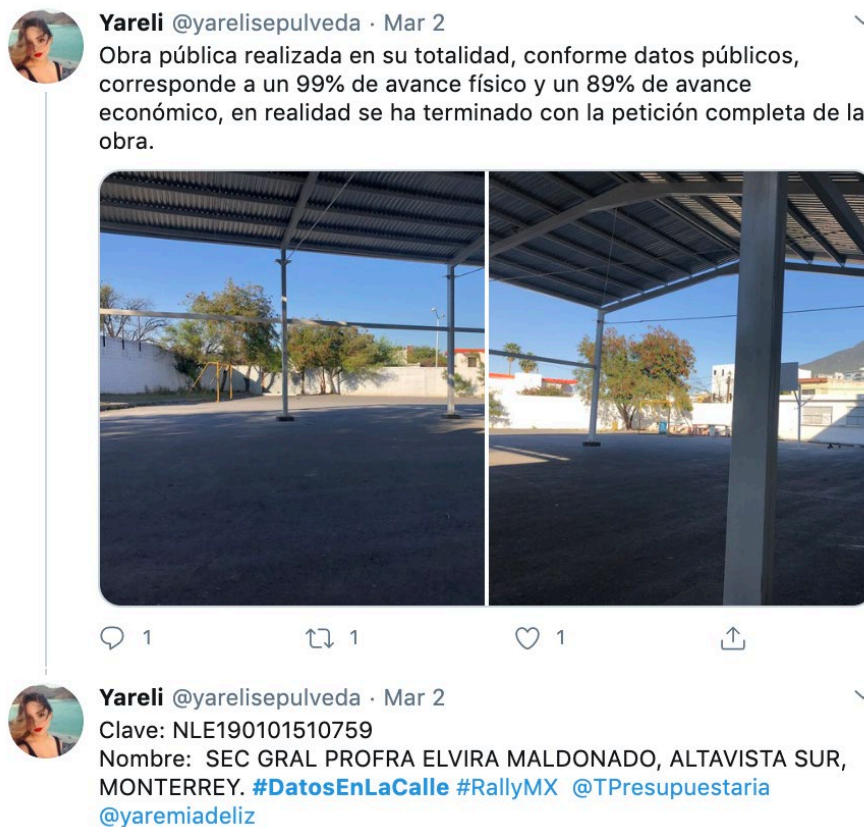 Yareli @yarelisepulveda · Mar 2
Obra pública realizada en su totalidad, conforme datos públicos,
corresponde a un 99% de avance físico y un 89% de avance
económico, en realidad se ha terminado con la petición completa de la
obra.
1 1 1
Yareli @yarelisepulveda · Mar 2
Clave: NLE190101510759
Nombre:  SEC GRAL PROFRA ELVIRA MALDONADO, ALTAVISTA SUR,
MONTERREY. #DatosEnLaCalle #RallyMX  @TPresupuestaria
@yaremiadeliz